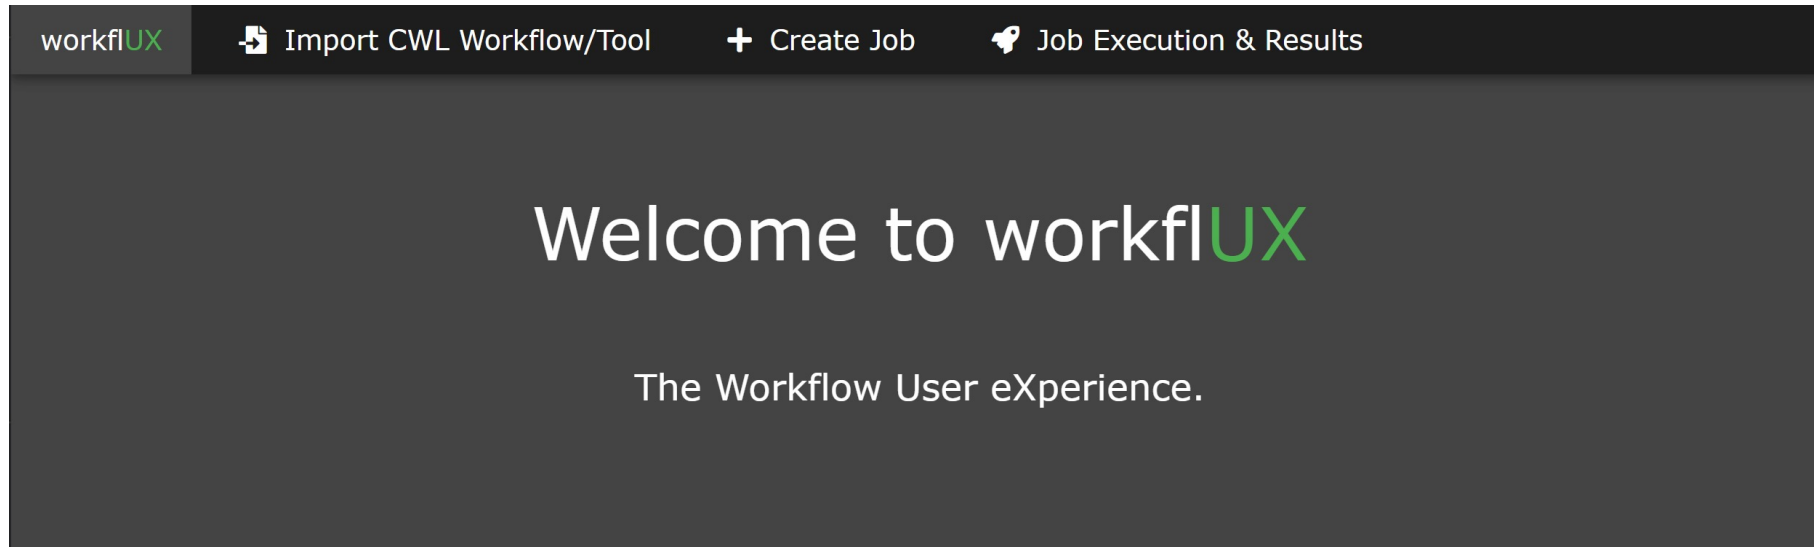 workflUX Import CWL Workflow/Tool Create Job Job Execution & Results
Welcome to workflUX
The Workflow User eXperience.